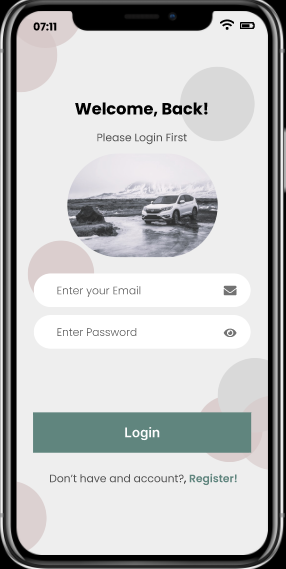 07:11
Welcome, Back!
Please Login First
Enter your Email
Enter Password
Login
Don't have and account?, Register!